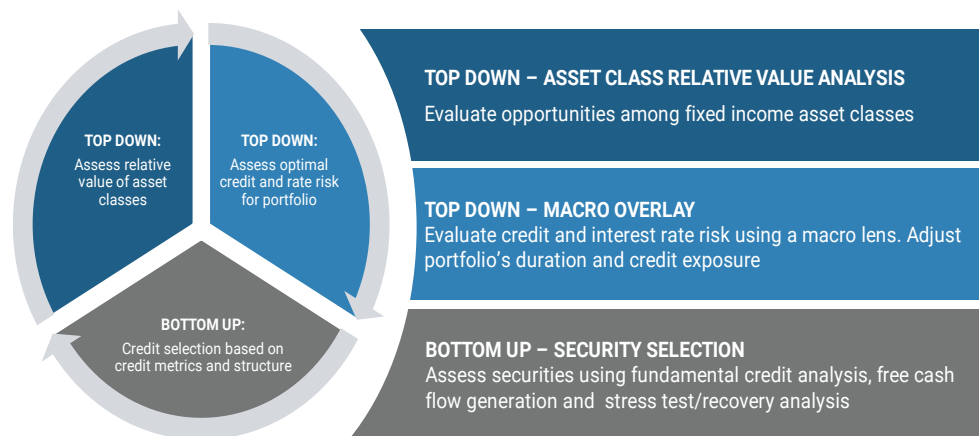 TOP DOWN:
Assess relative
value of asset
classes
TOP DOWN:
Assess optimal
credit and rate risk
for portfolio
BOTTOM UP:
Credit selection based on
credit metrics and structure
TOP DOWN – ASSET CLASS RELATIVE VALUE ANALYSIS
Evaluate opportunities among fixed income asset classes
TOP DOWN – MACRO OVERLAY
Evaluate credit and interest rate risk using a macro lens. Adjust
portfolio’s duration and credit exposure
BOTTOM UP – SECURITY SELECTION
Assess securities using fundamental credit analysis, free cash
flow generation and  stress test/recovery analysis